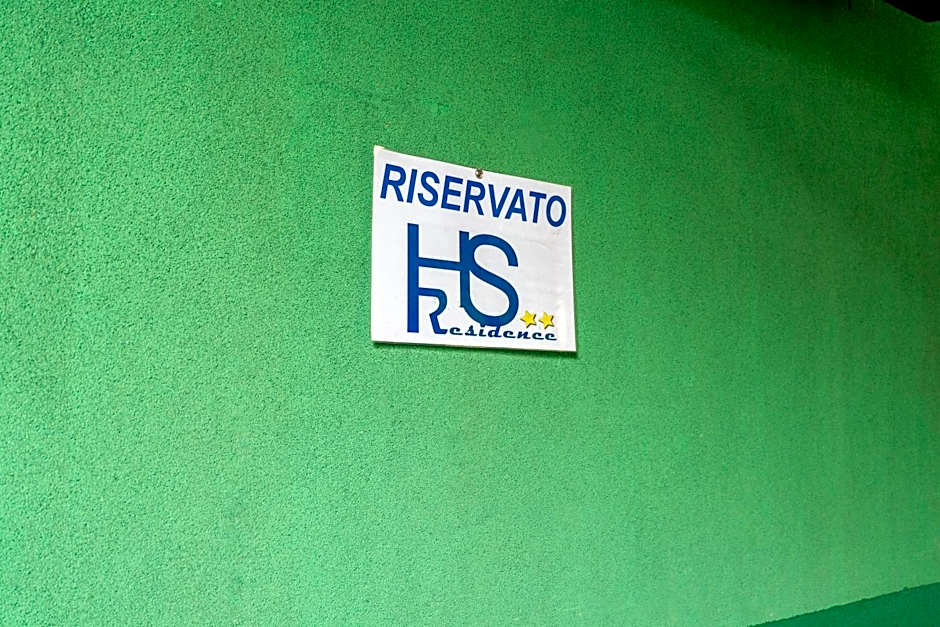 RISERVATO
HS
Residence